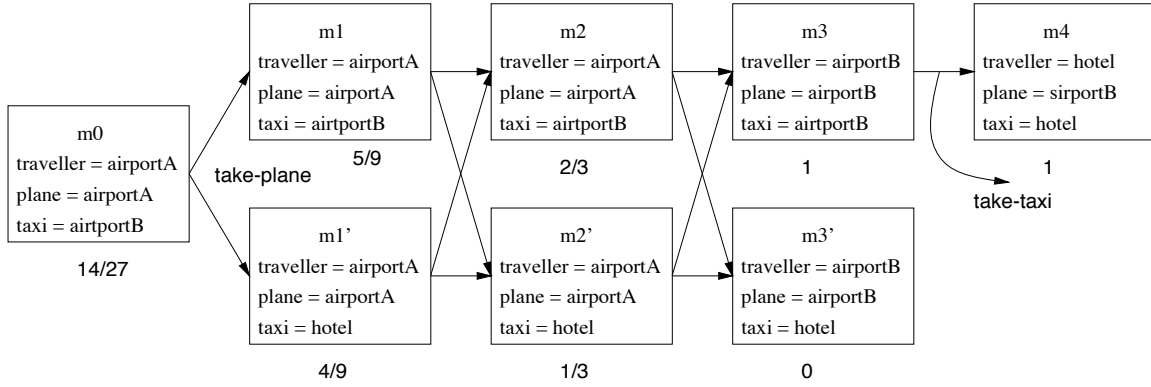 m0
traveller = airportA
plane = airportA
taxi = airtportB
14/27
take-plane
m1
traveller = airportA
plane = airportA
taxi = airtportB
5/9
m1'
traveller = airportA
plane = airportA
taxi = hotel
4/9
m2
traveller = airportA
plane = airportA
taxi = airtportB
2/3
m2'
traveller = airportA
plane = airportA
taxi = hotel
1/3
m3
traveller = airportB
plane = airportB
taxi = airtportB
1
m3'
traveller = airportB
plane = airportB
taxi = hotel
0
m4
traveller = hotel
plane = sirportB
taxi = hotel
1
take-taxi